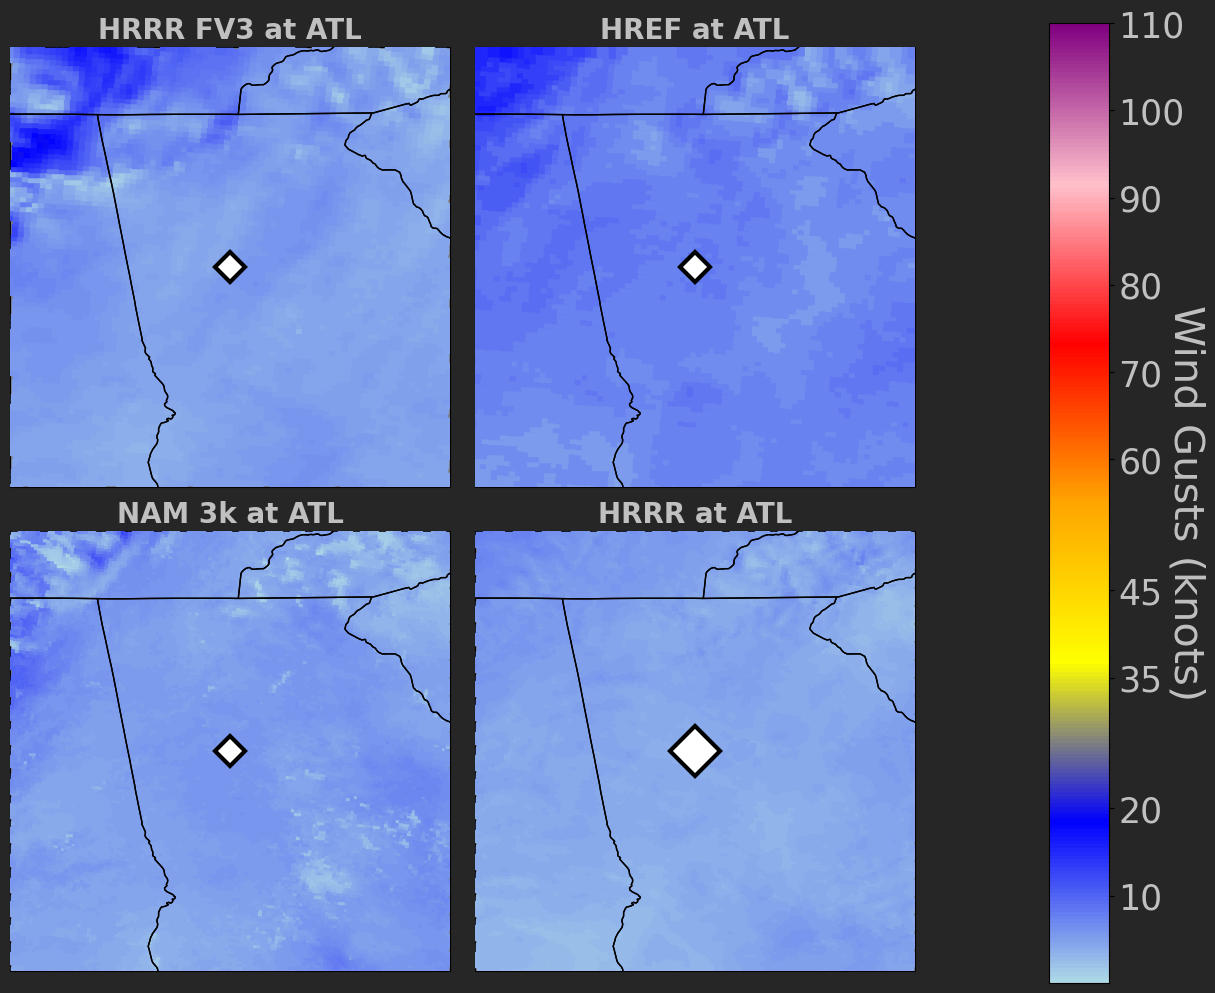 HRRR FV3 at ATL
HREF at ATL
NAM 3k at ATL
HRRR at ATL
110
100
90
80
70
60
45
35
20
10
Wind Gusts (knots)